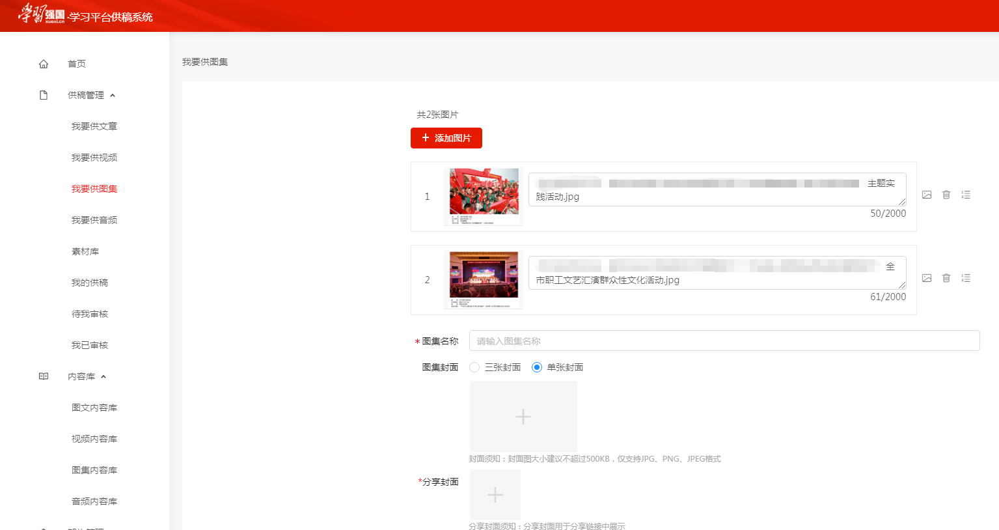 学习强国
xuexi.cn
学习平台供稿系统
首页
供稿管理
我要供文章
我要供视频
我要供图集
我要供音频
素材库
我的供稿
待我审核
我已审核
内容库
图文内容库
视频内容库
图集内容库
音频内容库
我要供图集
共2张图片
+ 添加图片
1
主题实
践活动.jpg
50/2000
2
全
市职工文艺汇演群众性文化活动.jpg
61/2000
*图集名称 请输入图集名称
图集封面 三张封面 单张封面
封面须知：封面图大小建议不超过500KB，仅支持JPG、PNG、JPEG格式
*分享封面
分享封面须知：分享封面用于分享链接中展示